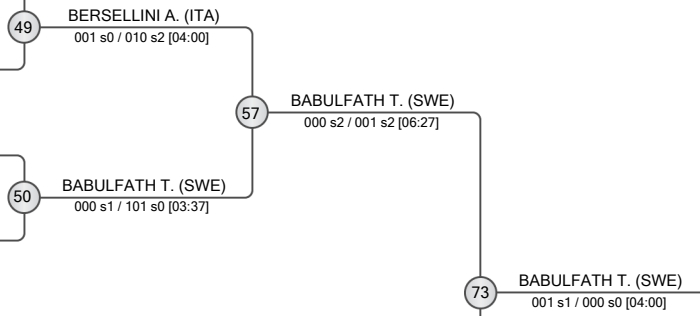 49
BERSELLINI A. (ITA)
001 s0 / 010 s2 [04:00]
57
BABULFATH T. (SWE)
000 s2 / 001 s2 [06:27]
50
BABULFATH T. (SWE)
000 s1 / 101 s0 [03:37]
73
BABULFATH T. (SWE)
001 s1 / 000 s0 [04:00]